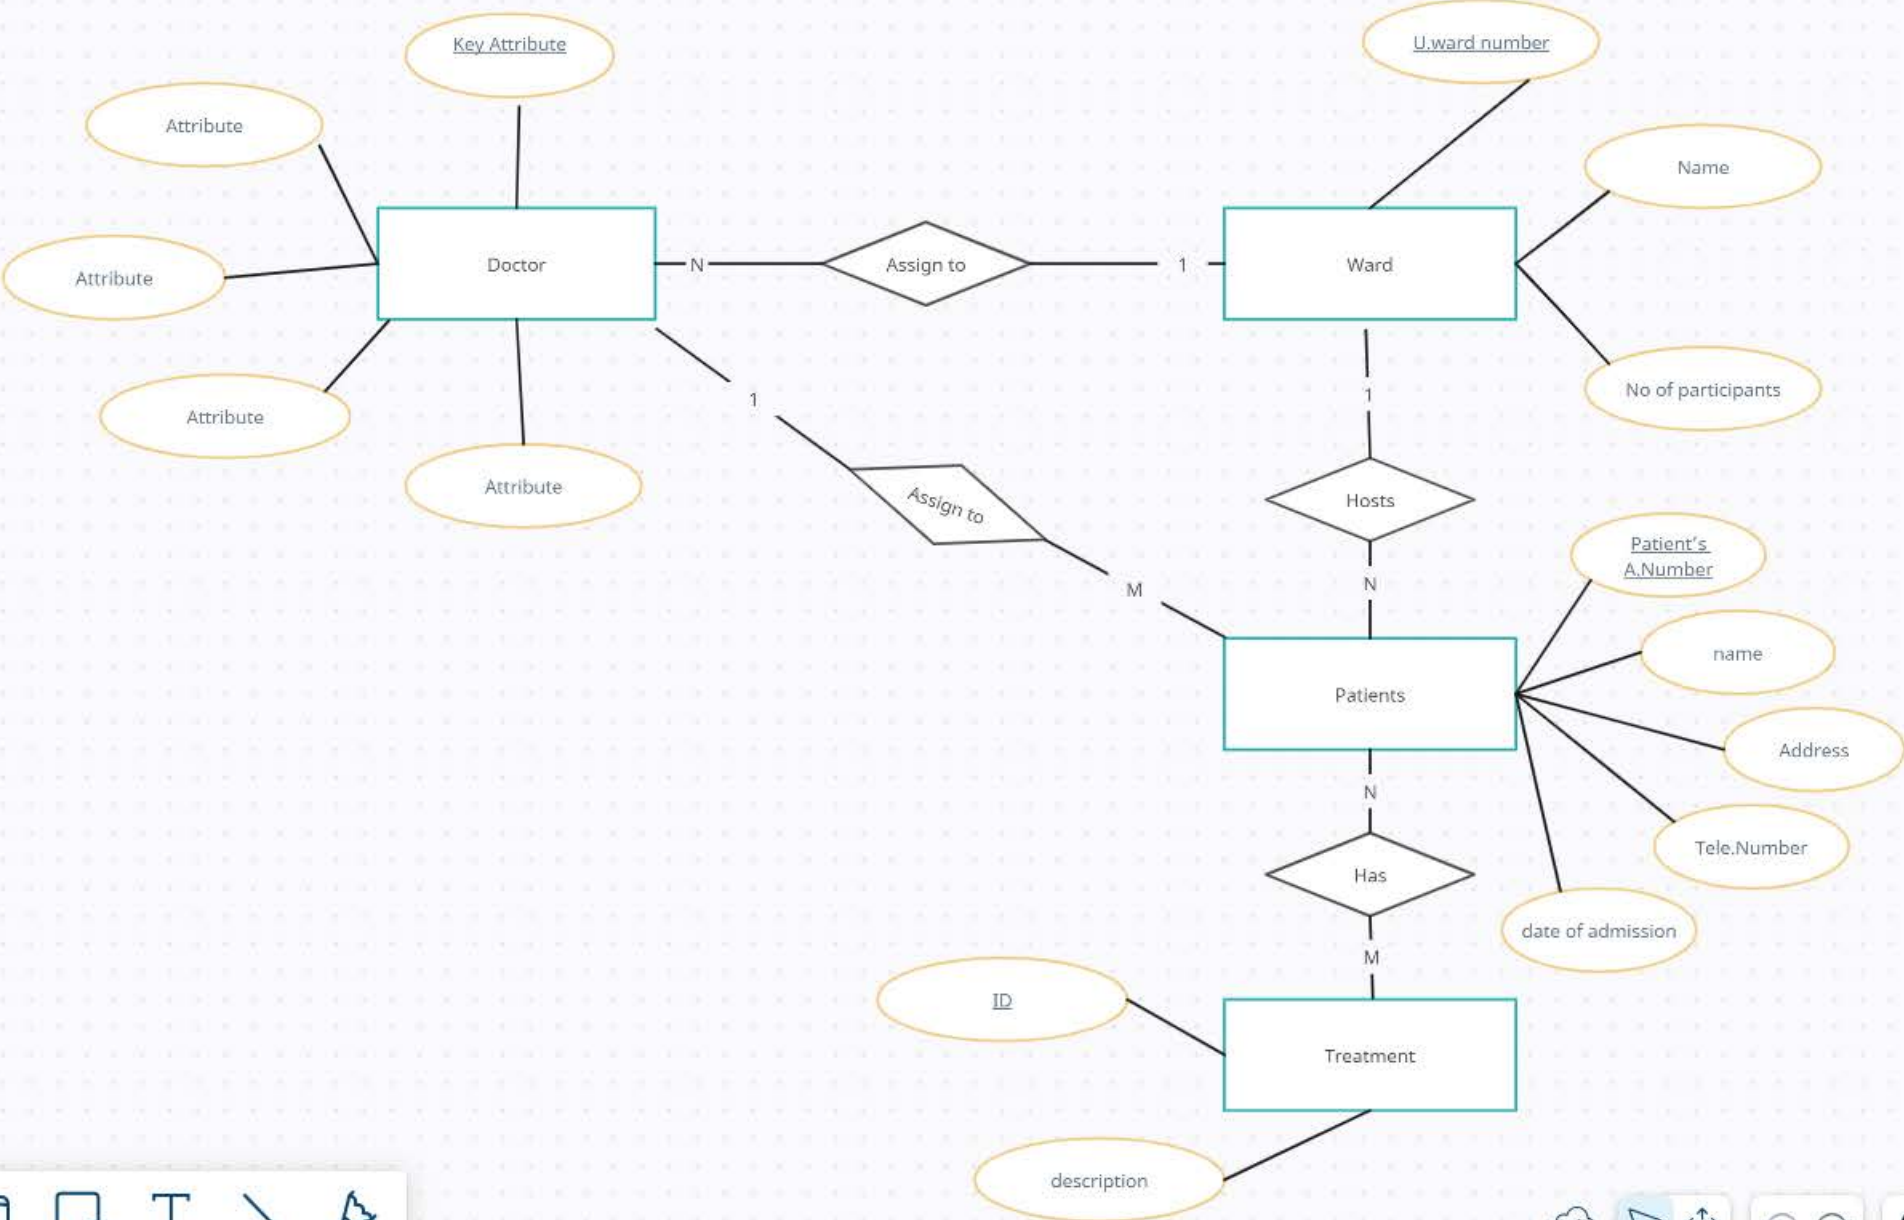 Key Attribute
U.ward number
Attribute
Name
Attribute
Doctor
N
Assign to
1
Ward
Attribute
1
1
No of participants
Attribute
Assign to
Hosts
M
N
Patient's
A.Number
name
Patients
Address
N
Tele.Number
Has
date of admission
M
ID
Treatment
description